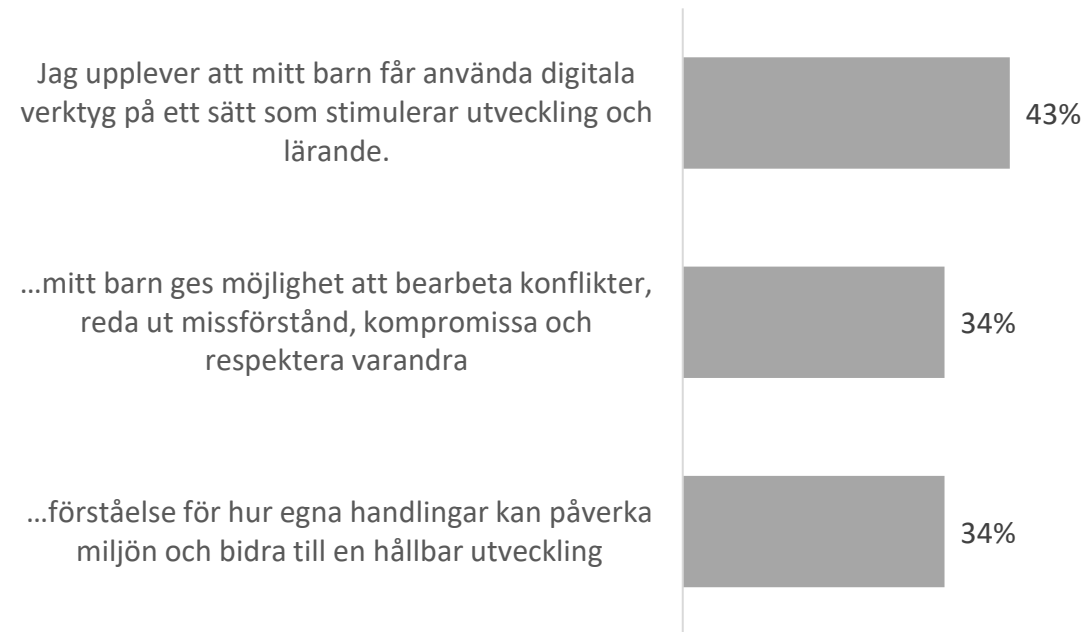 Jag upplever att mitt barn får använda digitala
verktyg på ett sätt som stimulerar utveckling och
lärande.
43%
...mitt barn ges möjlighet att bearbeta konflikter,
reda ut missförstånd, kompromissa och
respektera varandra
34%
...förståelse för hur egna handlingar kan påverka
miljön och bidra till en hållbar utveckling
34%